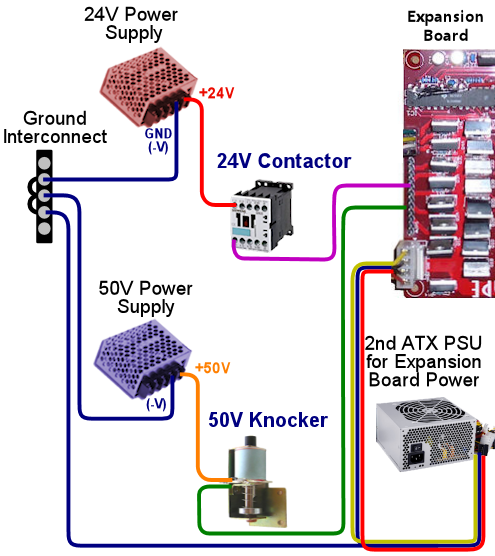 24V Power
Supply
Expansion
Board
+24V
Ground
Interconnect
GND
(-V)
24V Contactor
50V Power
Supply
2nd ATX PSU
for Expansion
Board Power
+50V
(-V)
50V Knocker